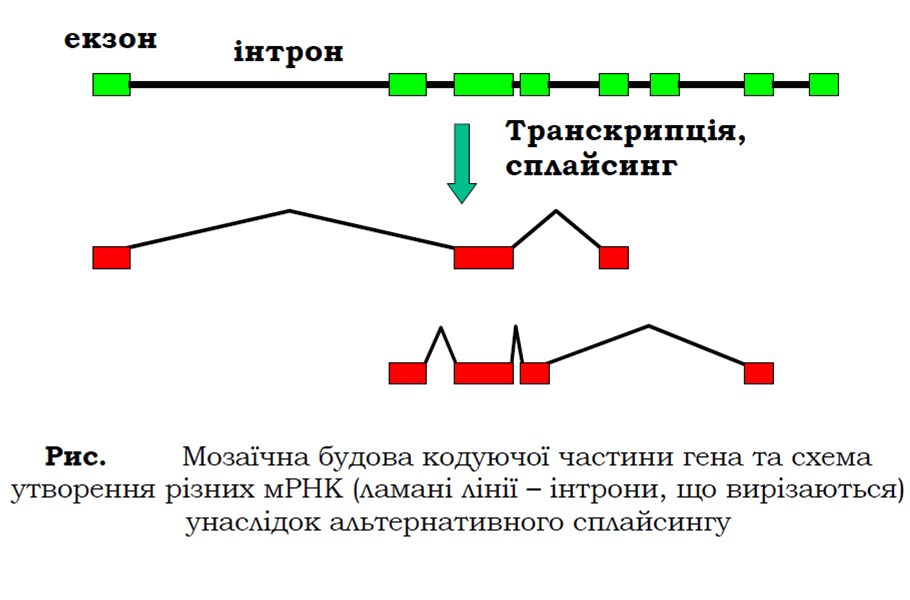 екзон
інтрон
Транскрипція,
сплайсинг
Рис. Мозаїчна будова кодуючої частини гена та схема
утворення різних мРНК (ламані лінії – інтрони, що вирізаються)
унаслідок альтернативного сплайсингу